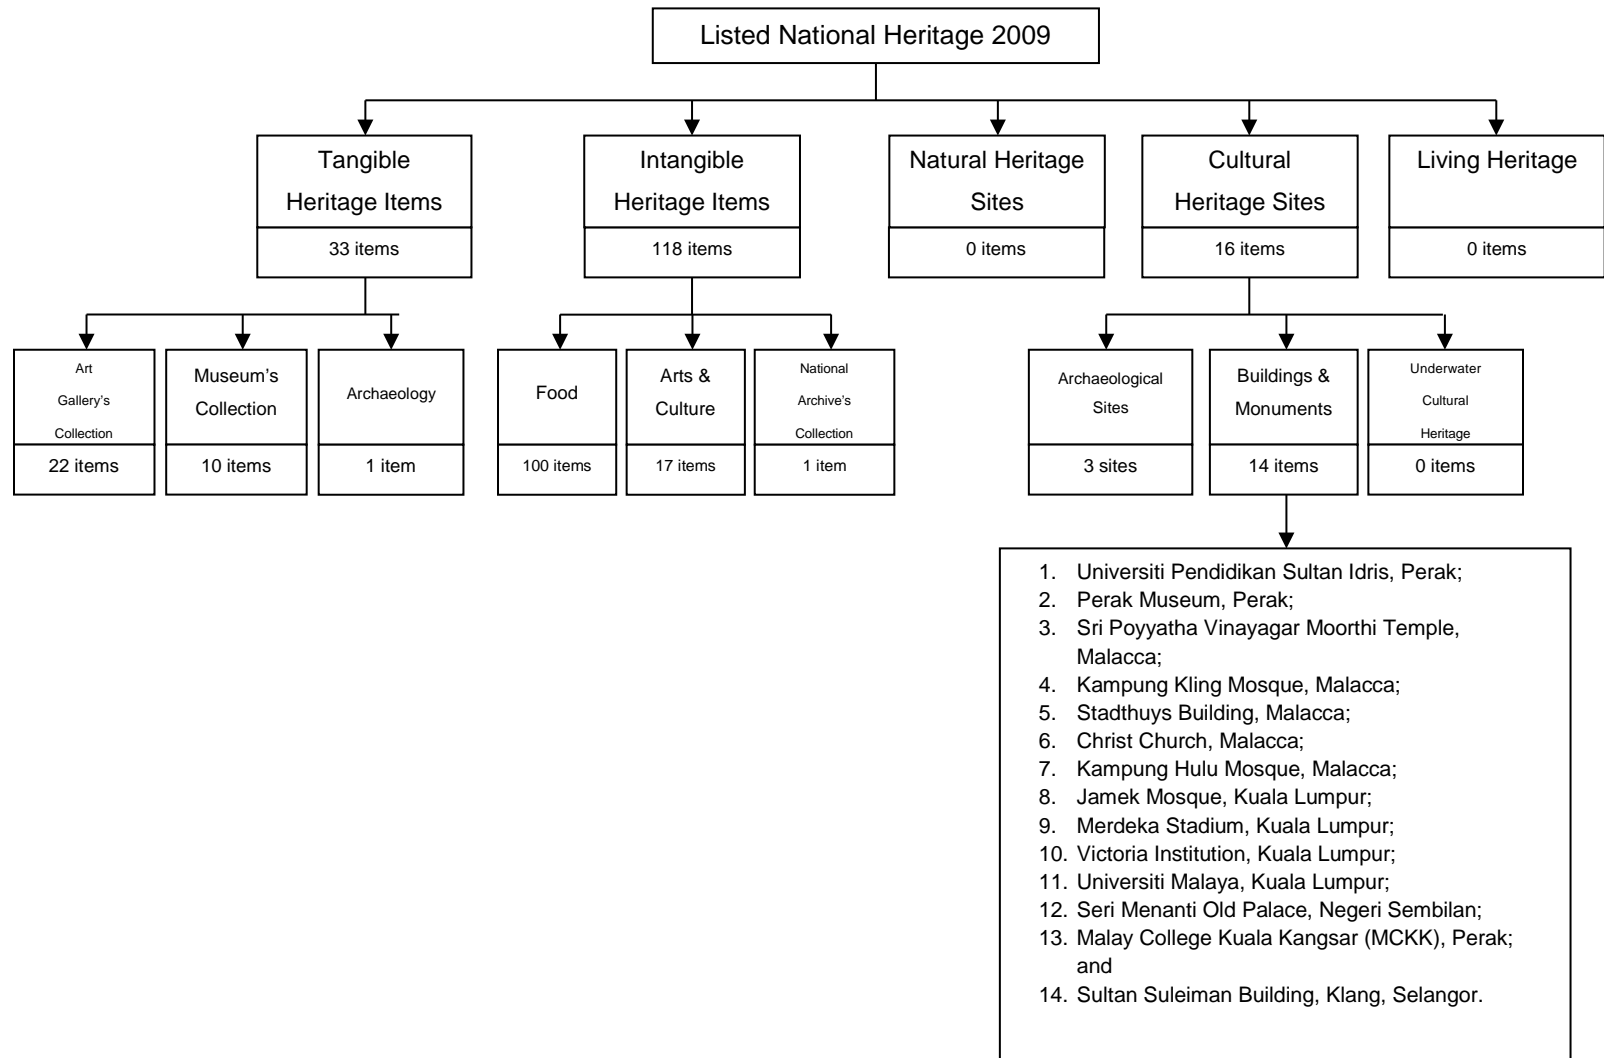 Listed National Heritage 2009
Tangible
Heritage Items
33 items
Intangible
Heritage Items
118 items
Natural Heritage
Sites
0 items
Cultural
Heritage Sites
16 items
Living Heritage
0 items
Art
Gallery's
Collection
22 items
Museum's
Collection
10 items
Archaeology
1 item
Food
100 items
Arts &
Culture
17 items
National
Archive's
Collection
1 item
Archaeological
Sites
3 sites
Buildings &
Monuments
14 items
Underwater
Cultural
Heritage
0 items
1. Universiti Pendidikan Sultan Idris, Perak;
2. Perak Museum, Perak;
3. Sri Poyyatha Vinayagar Moorthi Temple,
Malacca;
4. Kampung Kling Mosque, Malacca;
5. Stadthuys Building, Malacca;
6. Christ Church, Malacca;
7. Kampung Hulu Mosque, Malacca;
8. Jamek Mosque, Kuala Lumpur;
9. Merdeka Stadium, Kuala Lumpur;
10. Victoria Institution, Kuala Lumpur;
11. Universiti Malaya, Kuala Lumpur;
12. Seri Menanti Old Palace, Negeri Sembilan;
13. Malay College Kuala Kangsar (MCKK), Perak;
and
14. Sultan Suleiman Building, Klang, Selangor.